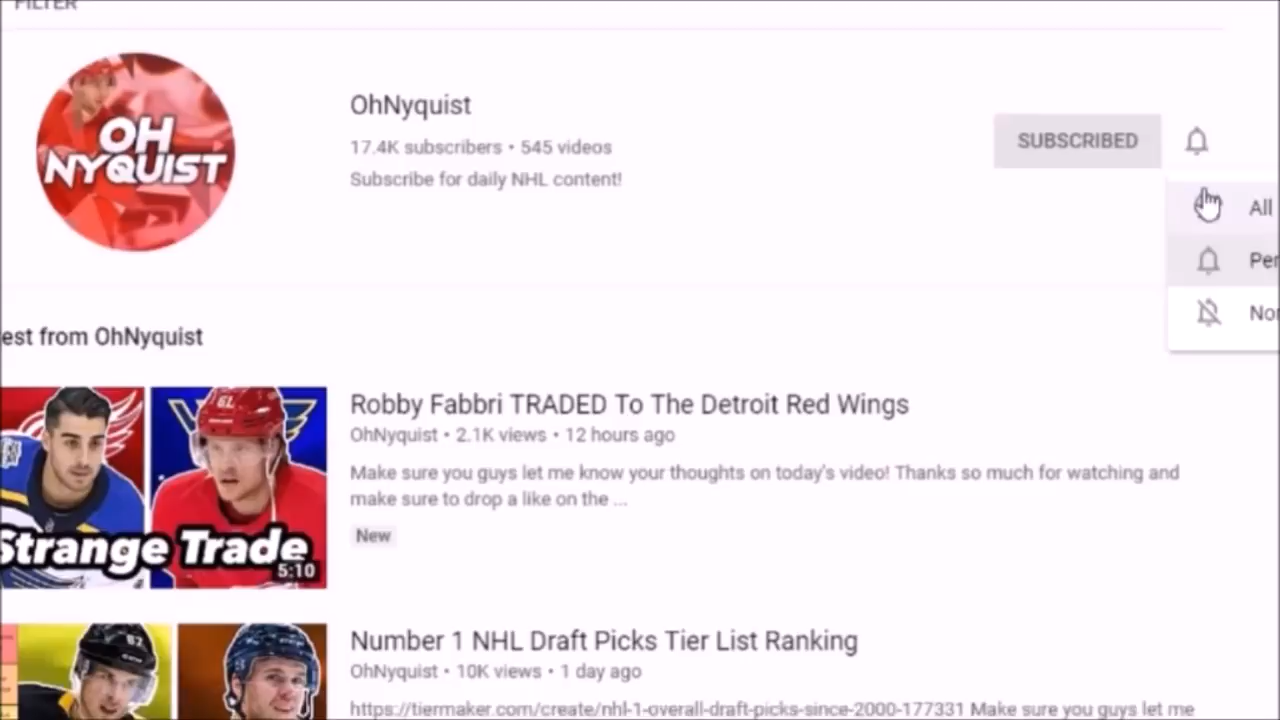 FILTER
OH
NYQUIST
OhNyquist
17.4K subscribers • 545 videos
Subscribe for daily NHL content!
SUBSCRIBED
All
Per
Nor
est from OhNyquist
Robby Fabbri TRADED To The Detroit Red Wings
OhNyquist • 2.1K views • 12 hours ago
Make sure you guys let me know your thoughts on today's video! Thanks so much for watching and
make sure to drop a like on the ...
New
Strange Trade
5:10
Number 1 NHL Draft Picks Tier List Ranking
OhNyquist • 10K views • 1 day ago
https://tiermaker.com/create/nhl-1-overall-draft-picks-since-2000-177331 Make sure you guys let me